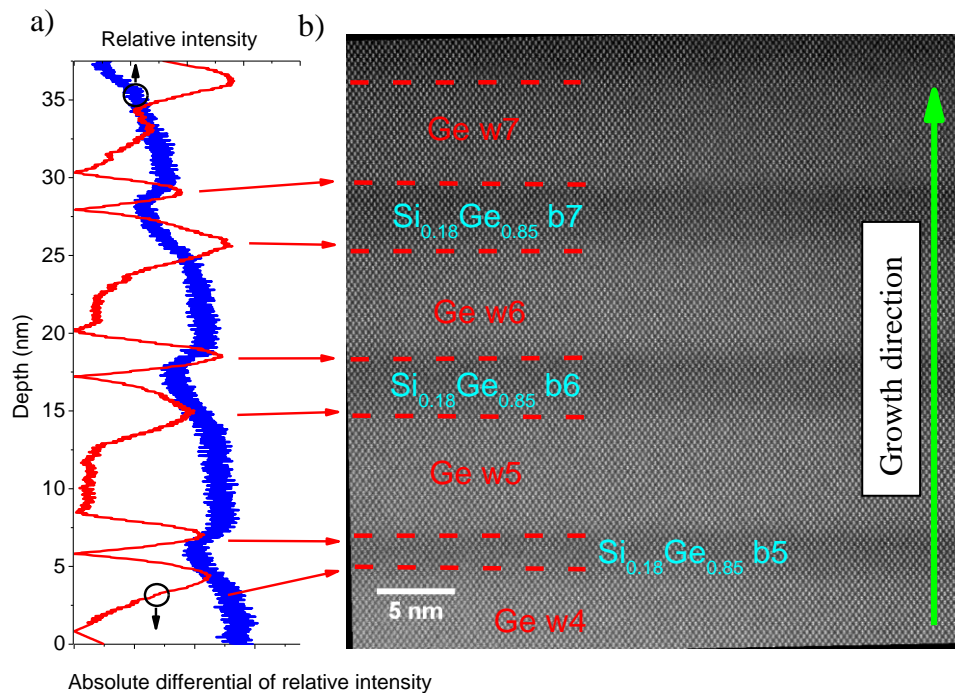 a)
Relative intensity
Depth (nm)
35
30
25
20
15
10
5
0
Absolute differential of relative intensity
b)
Ge w7
Si0.18Ge0.85 b7
Ge w6
Si0.18Ge0.85 b6
Ge w5
Si0.18Ge0.85 b5
5 nm
Ge w4
Growth direction